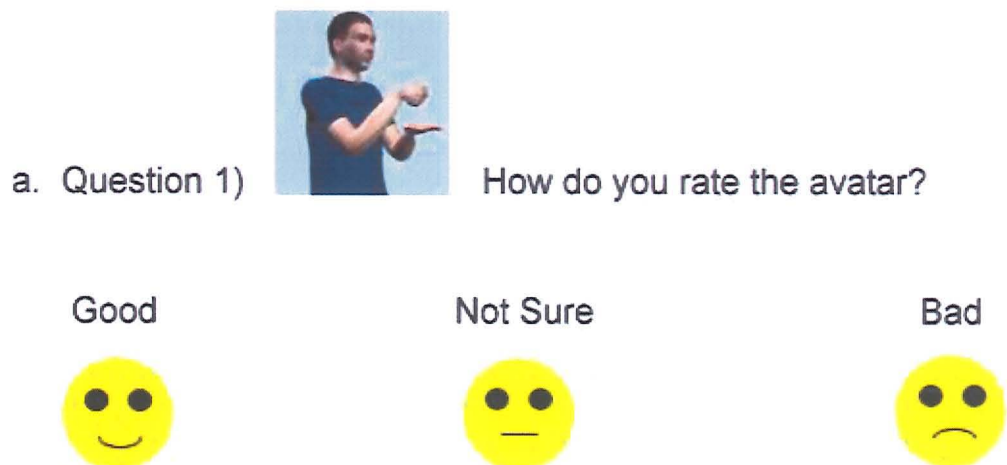 a. Question 1) How do you rate the avatar?
Good Not Sure Bad